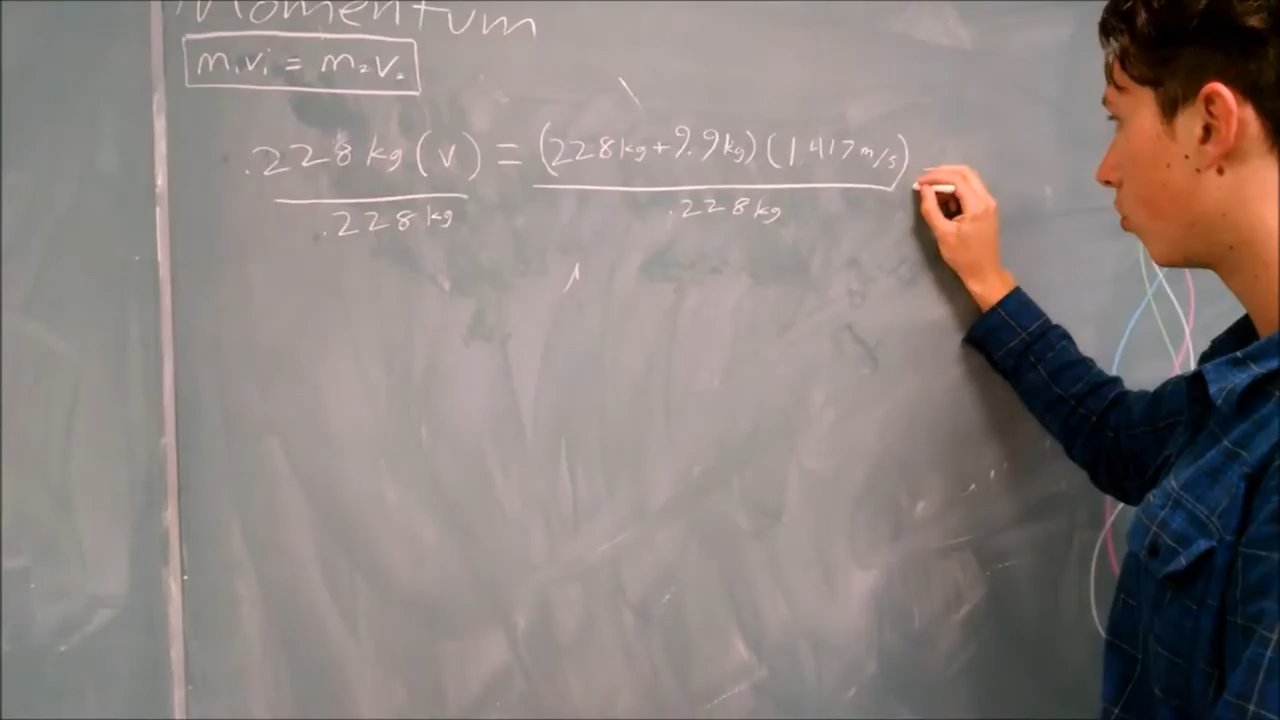 Momentum
m₁v₁ = m₂v₂
.228 kg (v) = (228 kg + 9.9 kg) (1.417 m/s)
.228 kg .228 kg